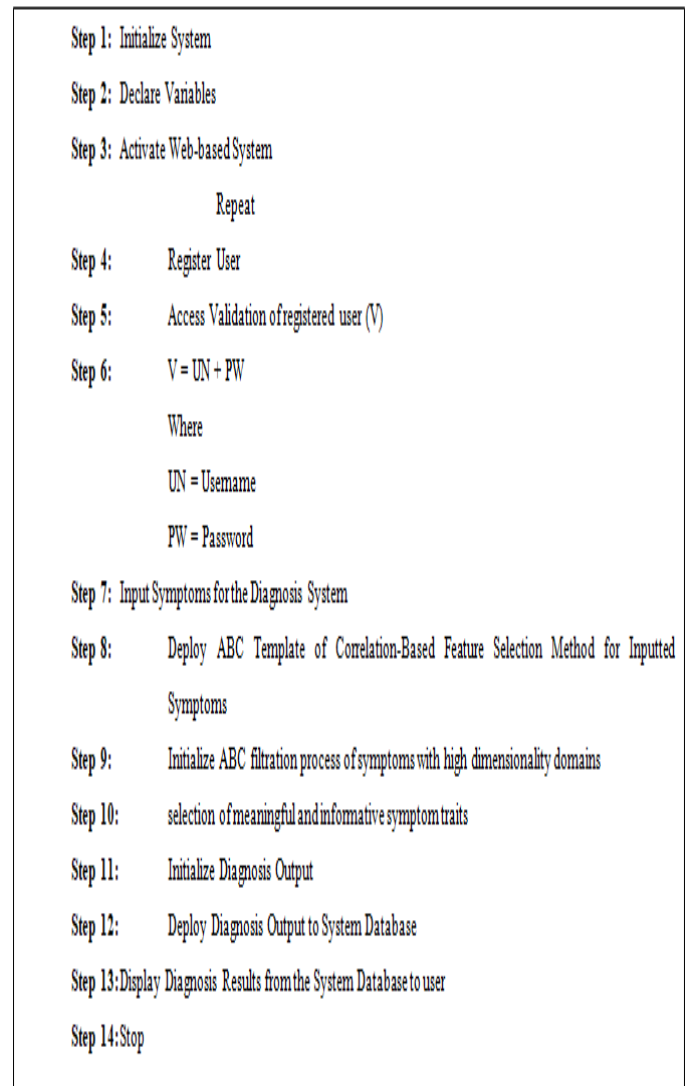 Step 1: Initialize System
Step 2: Declare Variables
Step 3: Activate Web-based System
Repeat
Step 4: Register User
Step 5: Access Validation of registered user (V)
Step 6: V = UN + PW
Where
UN = Username
PW = Password
Step 7: Input Symptoms for the Diagnosis System
Step 8: Deploy ABC Template of Correlation-Based Feature Selection Method for Inputted
Symptoms
Step 9: Initialize ABC filtration process of symptoms with high dimensionality domains
Step 10: selection of meaningful and informative symptom traits
Step 11: Initialize Diagnosis Output
Step 12: Deploy Diagnosis Output to System Database
Step 13: Display Diagnosis Results from the System Database to user
Step 14: Stop